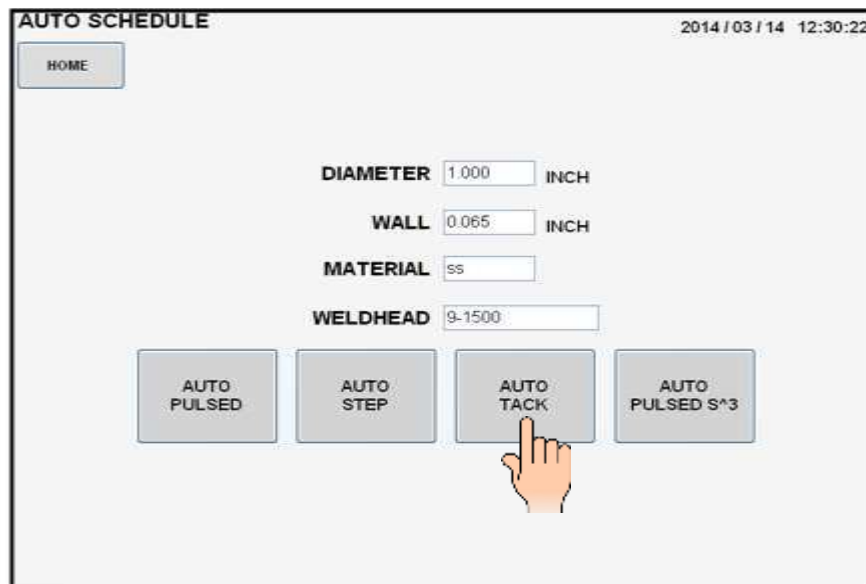 AUTO SCHEDULE
2014 / 03 / 14 12:30:22
HOME
DIAMETER 1.000 INCH
WALL 0.065 INCH
MATERIAL ss
WELDHEAD 9-1500
AUTO PULSED
AUTO STEP
AUTO TACK
AUTO PULSED S^3